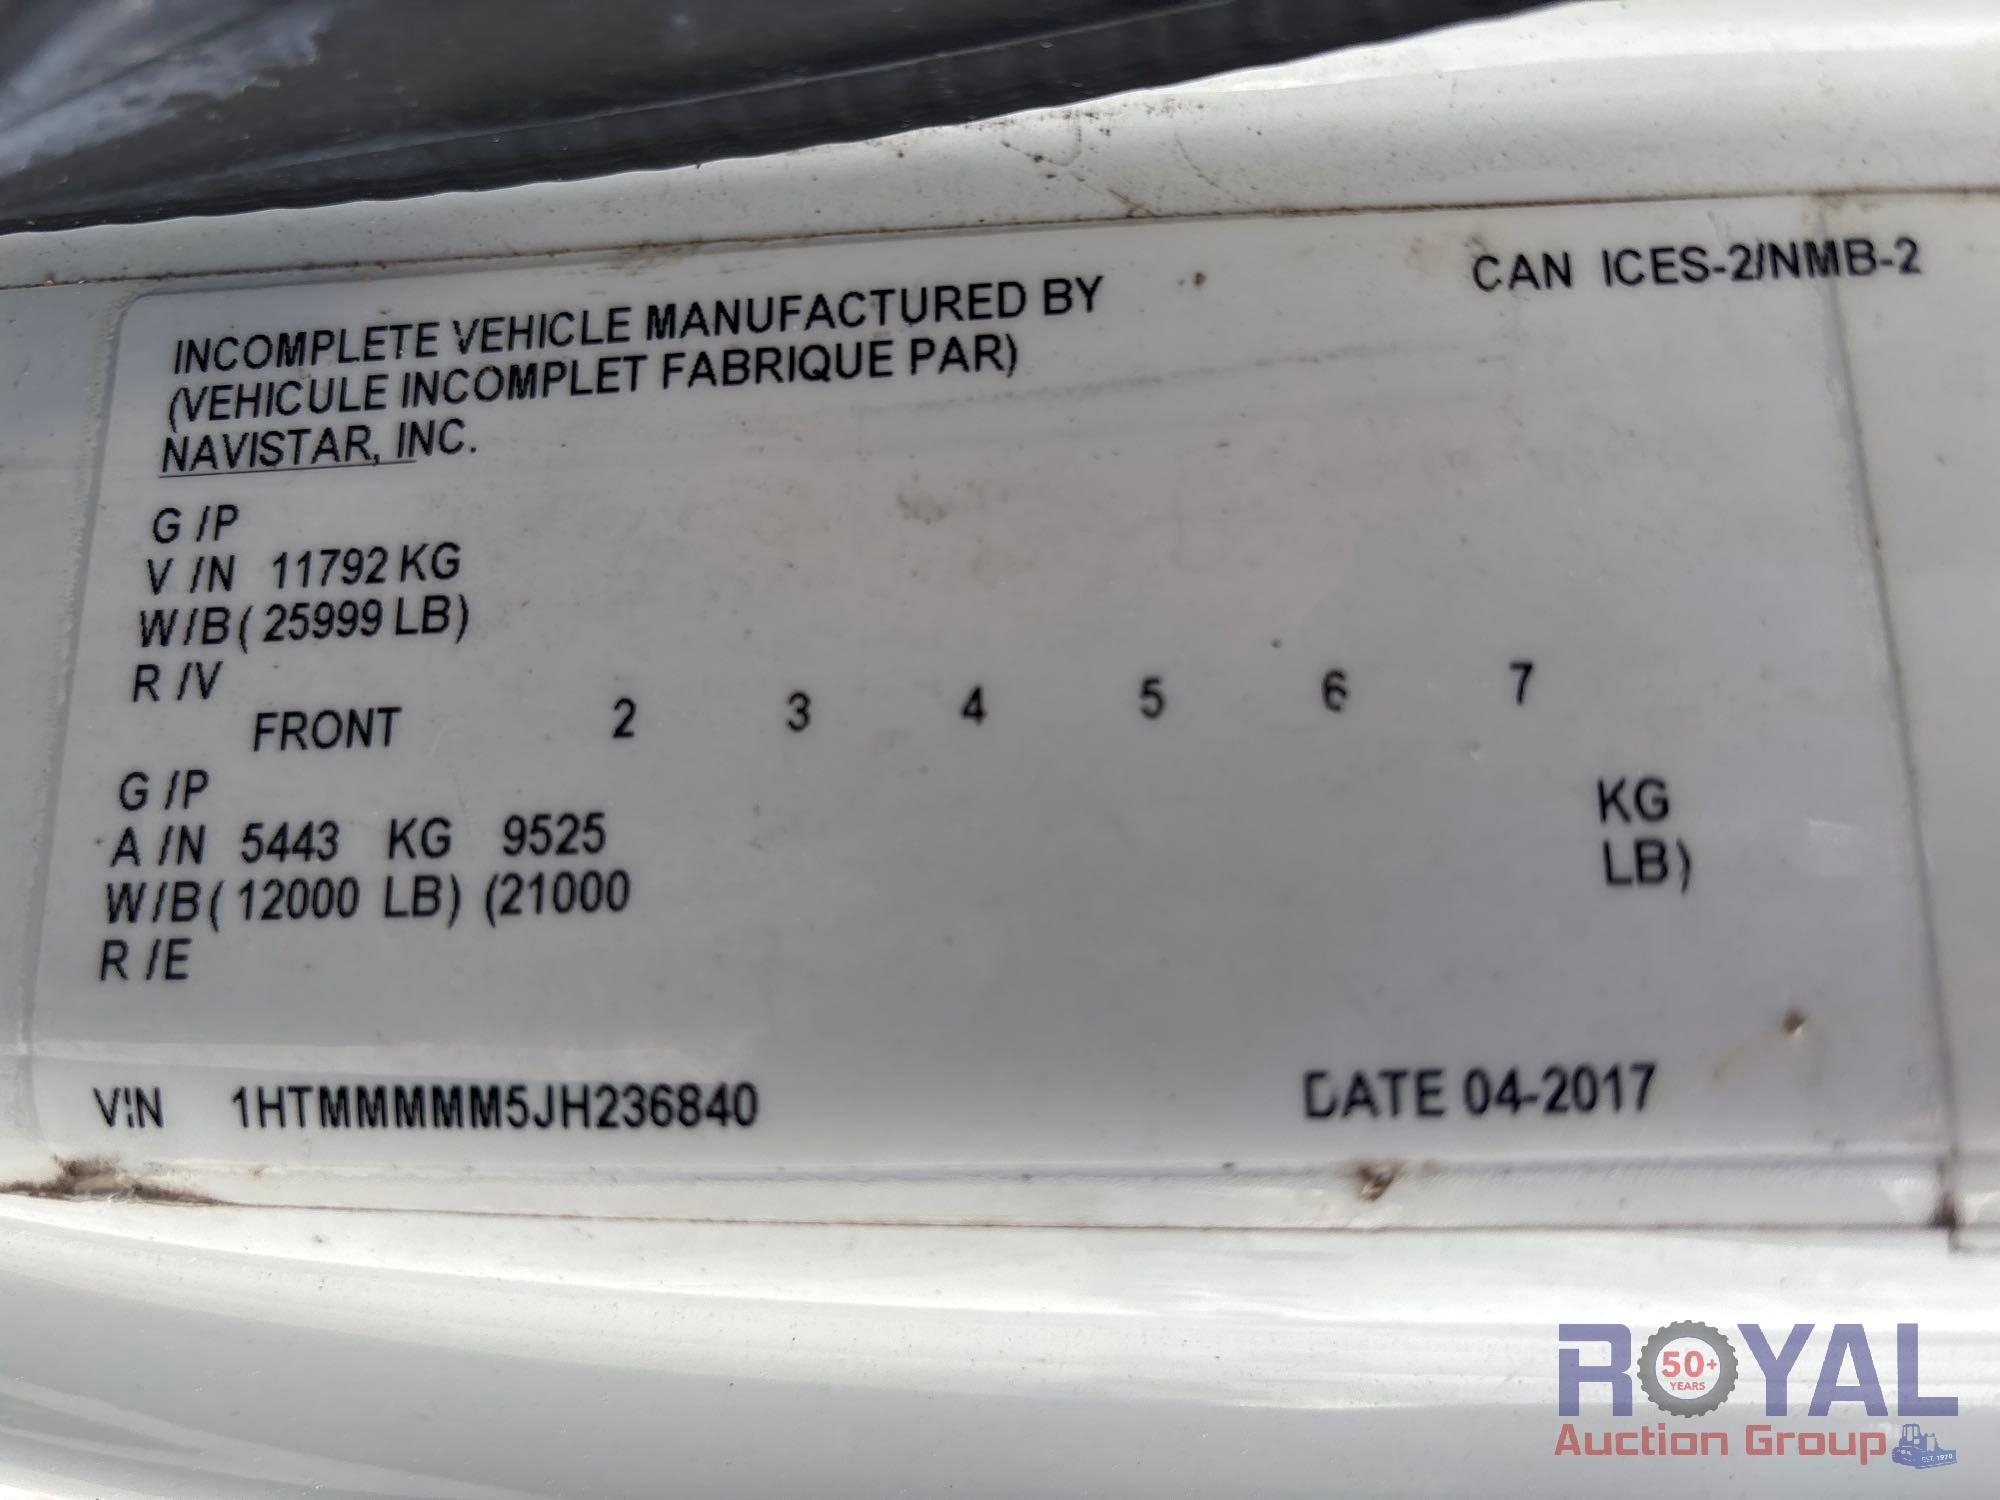 CAN ICES-2/NMB-2
INCOMPLETE VEHICLE MANUFACTURED BY
(VEHICULE INCOMPLET FABRIQUE PAR)
NAVISTAR, INC.
G /P
V /N 11792 KG
W/B ( 25999 LB)
R /V
FRONT 2 3 4 5 6 7
G /P
A /N 5443 KG 9525 KG
W/B ( 12000 LB) (21000 LB)
R /E
VIN 1HTMMMMM5JH236840 DATE 04-2017
ROYAL
50+
YEARS
Auction Group
EST. 1970